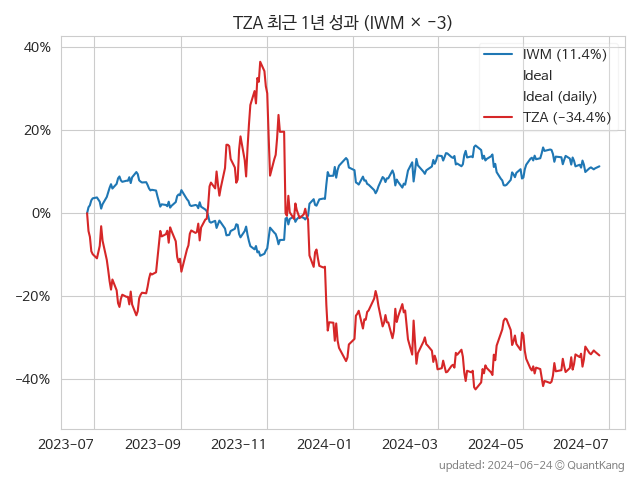 TZA 최근 1년 성과 (IWM × −3)
IWM (11.4%)
Ideal
Ideal (daily)
TZA (−34.4%)
40%
20%
0%
−20%
−40%
2023-07 2023-09 2023-11 2024-01 2024-03 2024-05 2024-07
updated: 2024-06-24 © QuantKang